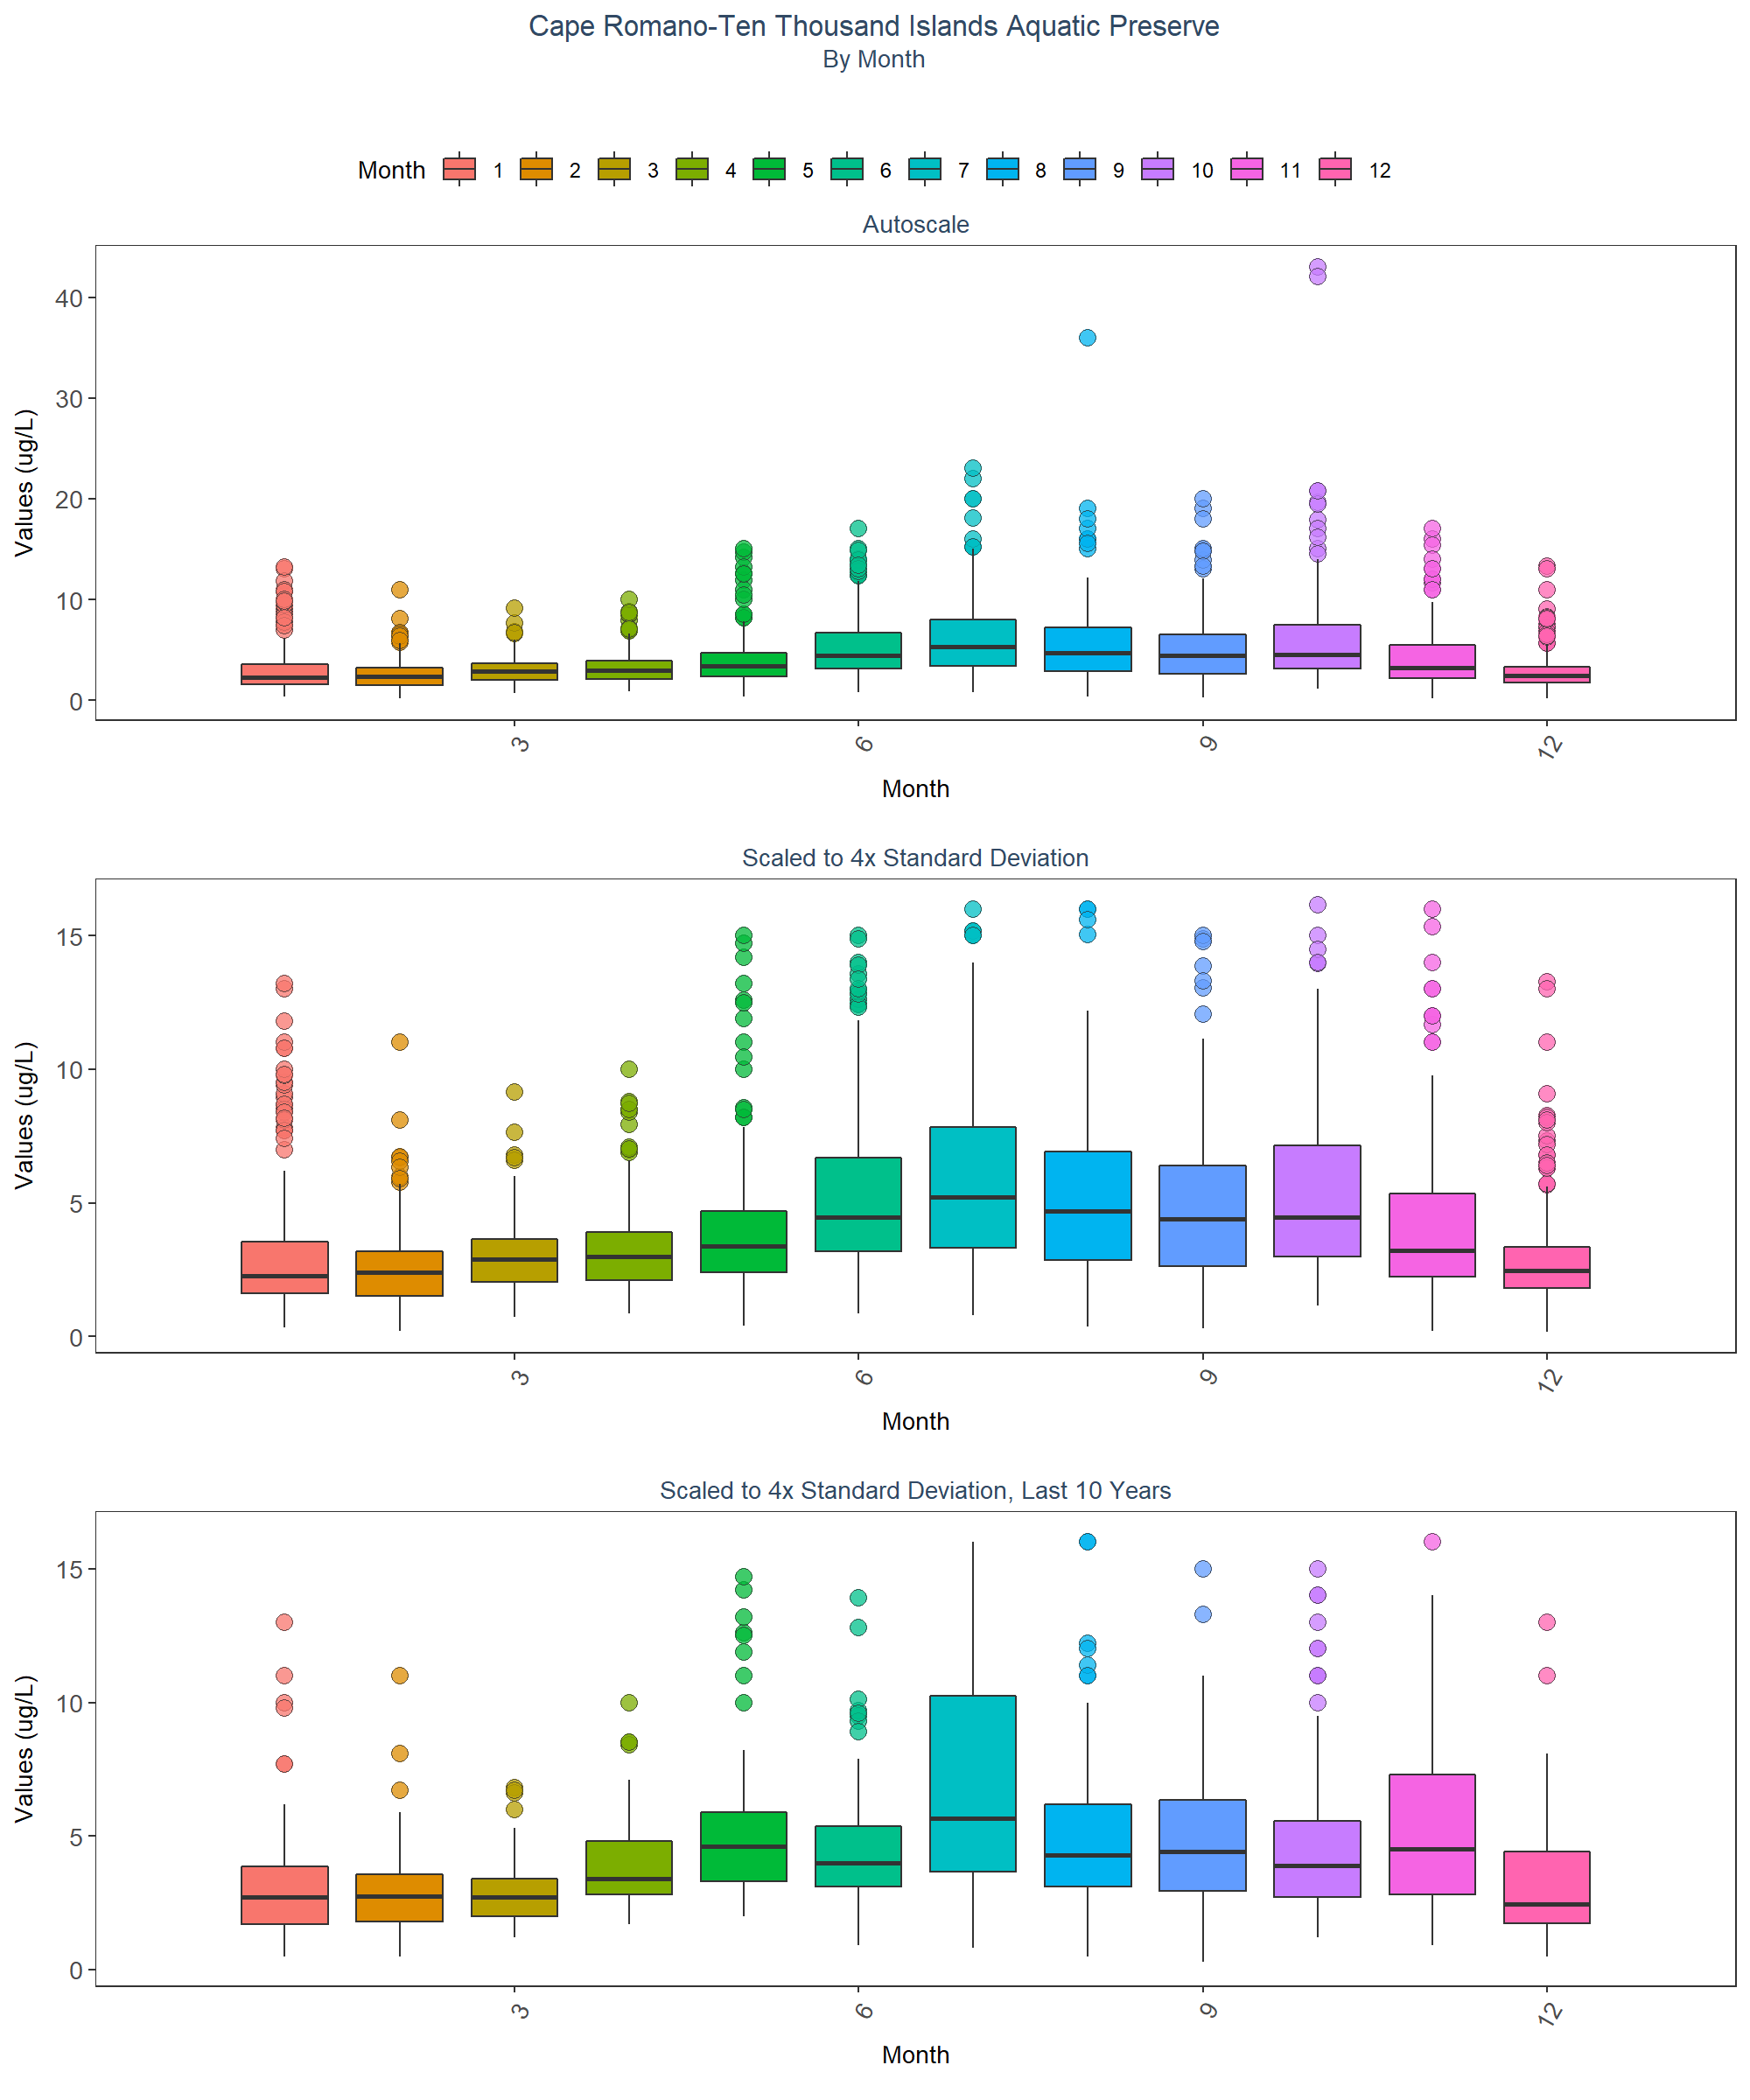 Cape Romano-Ten Thousand Islands Aquatic Preserve
By Month
Month 1 2 3 4 5 6 7 8 9 10 11 12
Autoscale
Values (ug/L)
40
30
20
10
0
3 6 9 12
Month
Scaled to 4x Standard Deviation
Values (ug/L)
15
10
5
0
3 6 9 12
Month
Scaled to 4x Standard Deviation, Last 10 Years
Values (ug/L)
15
10
5
0
3 6 9 12
Month